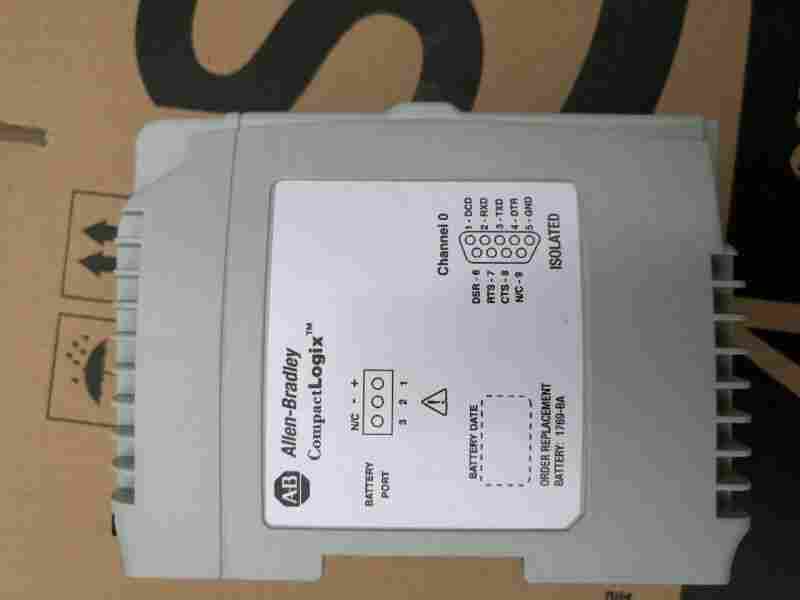 AB Allen-Bradley
CompactLogix™
BATTERY
PORT
N/C - +
3 2 1
Channel 0
DSR - 6
RTS - 7
CTS - 8
N/C - 9
1 - DCD
2 - RXD
3 - TXD
4 - DTR
5 - GND
ISOLATED
BATTERY DATE
ORDER REPLACEMENT
BATTERY: 1769-BA